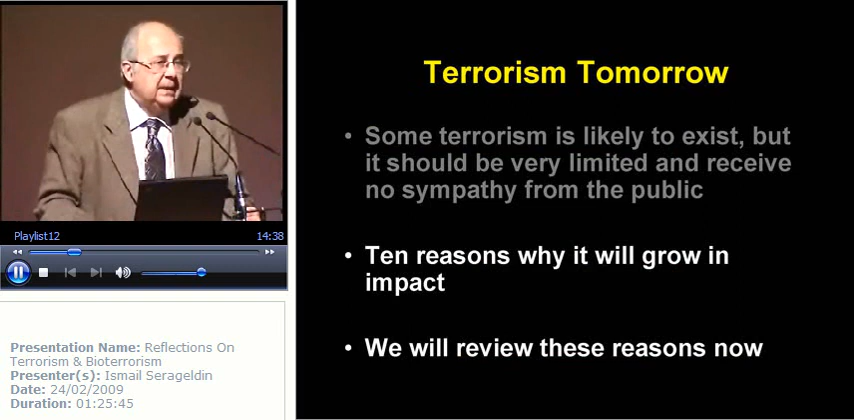 Playlist12
14:38
Presentation Name: Reflections On
Terrorism & Bioterrorism
Presenter(s): Ismail Serageldin
Date: 24/02/2009
Duration: 01:25:45
Terrorism Tomorrow
• Some terrorism is likely to exist, but
it should be very limited and receive
no sympathy from the public
• Ten reasons why it will grow in
impact
• We will review these reasons now